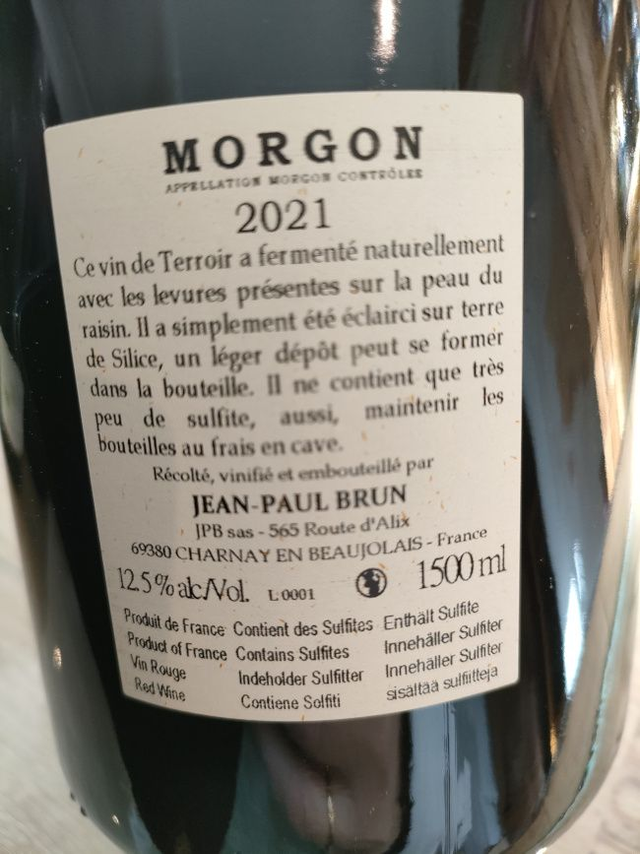 MORGON
APPELLATION MORGON CONTRÔLÉE
2021
Ce vin de Terroir a fermenté naturellement
avec les levures présentes sur la peau du
raisin. Il a simplement été éclairci sur terre
de Silice, un léger dépôt peut se former
dans la bouteille. Il ne contient que très
peu de sulfite, aussi, maintenir les
bouteilles au frais en cave.
Récolté, vinifié et embouteillé par
JEAN-PAUL BRUN
JPB sas - 565 Route d'Alix
69380 CHARNAY EN BEAUJOLAIS - France
12.5 % alc/Vol. L 0001 1500 ml
Produit de France Contient des Sulfites Enthält Sulfite
Product of France Contains Sulfites Innehåller Sulfiter
Vin Rouge Indeholder Sulfitter Innehåller Sulfiter
Red Wine Contiene Solfiti sisältää sulfiitteja